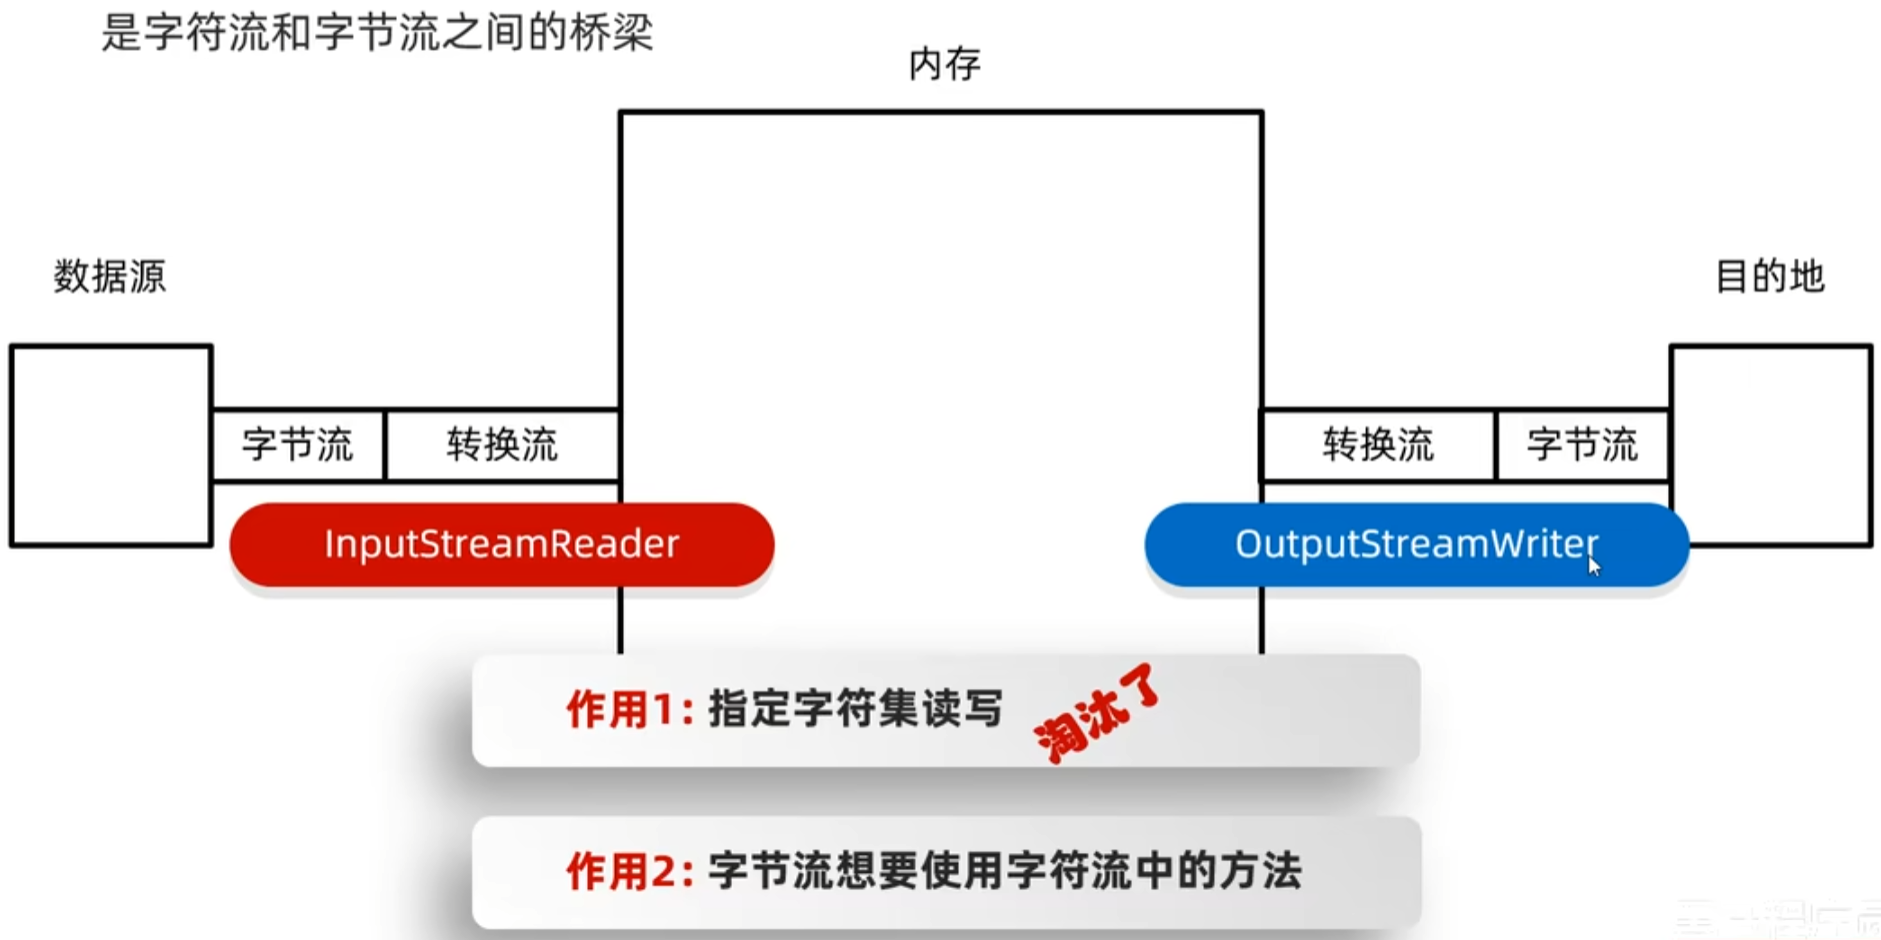 是字符流和字节流之间的桥梁
内存
数据源
目的地
字节流
转换流
转换流
字节流
InputStreamReader
OutputStreamWriter
作用1: 指定字符集读写
淘汰了
作用2: 字节流想要使用字符流中的方法